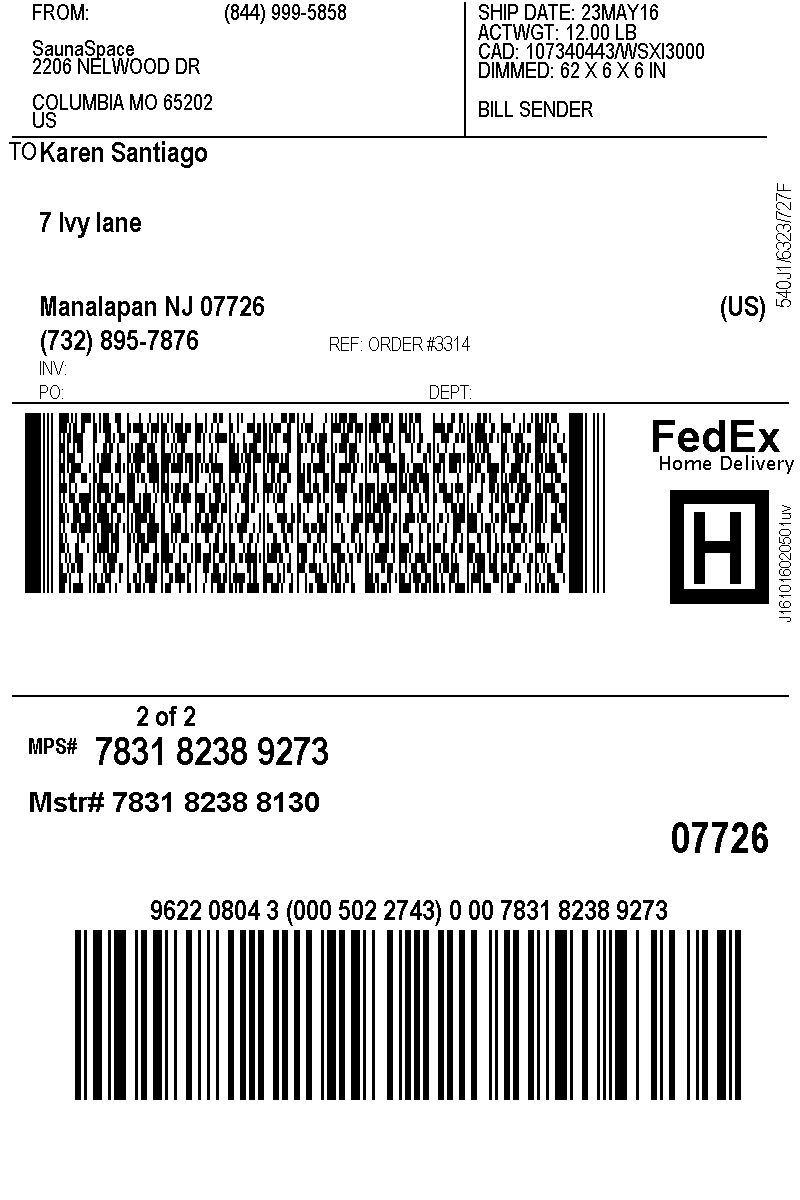 FROM: (844) 999-5858
SaunaSpace
2206 NELWOOD DR
COLUMBIA MO 65202
US
SHIP DATE: 23MAY16
ACTWGT: 12.00 LB
CAD: 107340443/WSXI3000
DIMMED: 62 X 6 X 6 IN
BILL SENDER
TO Karen Santiago
7 Ivy lane
Manalapan NJ 07726 (US)
(732) 895-7876 REF: ORDER #3314
INV:
PO: DEPT:
540J1/6323/727F
FedEx
Home Delivery
H
J161016020501uv
2 of 2
MPS# 7831 8238 9273
Mstr# 7831 8238 8130
07726
9622 0804 3 (000 502 2743) 0 00 7831 8238 9273